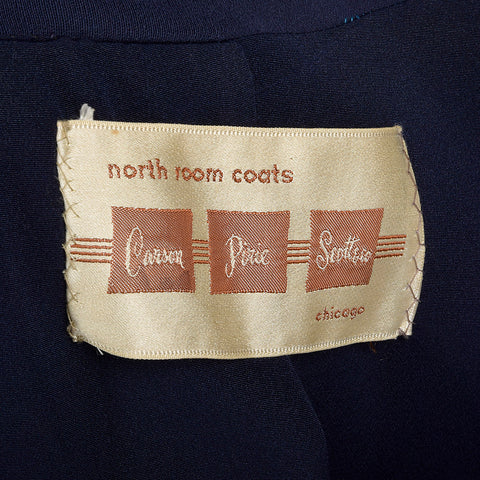 north room coats
Carson Pirie Scott & co
chicago